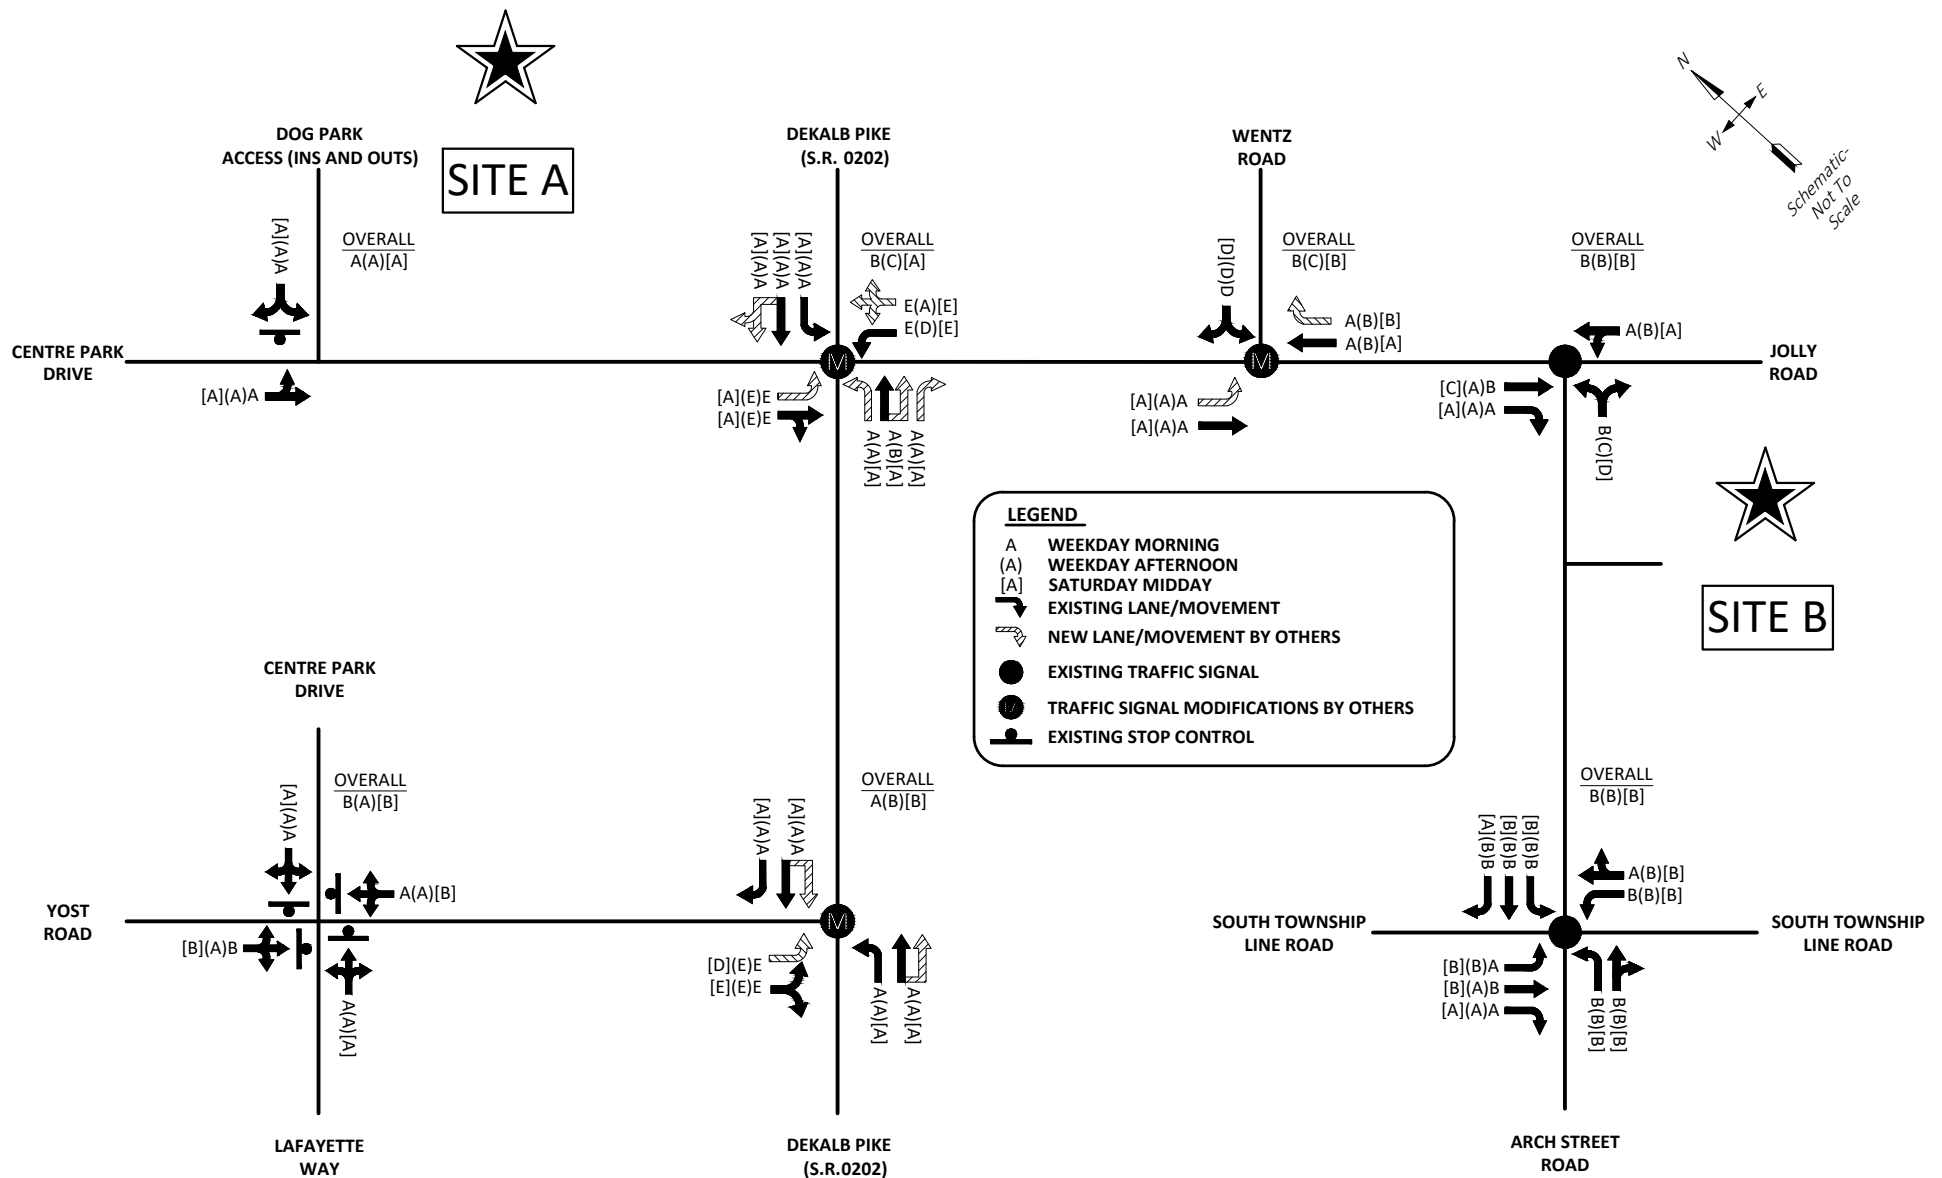 DOG PARK
ACCESS (INS AND OUTS)
SITE A
DEKALB PIKE
(S.R. 0202)
WENTZ
ROAD
N
E
W
Schematic-
Not To
Scale
[A](A)A
OVERALL
A(A)[A]
[A](A)A
[A](A)A
[A](A)A
OVERALL
B(C)[A]
E(A)[E]
E(D)[E]
[D](D)D
OVERALL
B(C)[B]
A(B)[B]
A(B)[A]
OVERALL
B(B)[B]
A(B)[A]
CENTRE PARK
DRIVE
JOLLY
ROAD
[A](A)A
[A](E)E
[A](E)E
A(A)[A]
A(B)[A]
A(A)[A]
[A](A)A
[A](A)A
[C](A)B
[A](A)A
B(C)[D]
LEGEND
A WEEKDAY MORNING
(A) WEEKDAY AFTERNOON
[A] SATURDAY MIDDAY
EXISTING LANE/MOVEMENT
NEW LANE/MOVEMENT BY OTHERS
EXISTING TRAFFIC SIGNAL
M TRAFFIC SIGNAL MODIFICATIONS BY OTHERS
EXISTING STOP CONTROL
M
M
SITE B
CENTRE PARK
DRIVE
[A](A)A
OVERALL
B(A)[B]
A(A)[B]
YOST
ROAD
[B](A)B
A(A)[A]
LAFAYETTE
WAY
[A](A)A
[A](A)A
OVERALL
A(B)[B]
M
[D](E)E
[E](E)E
A(A)[A]
A(A)[A]
DEKALB PIKE
(S.R.0202)
OVERALL
B(B)[B]
[A](B)B
[B](B)B
[B](B)B
A(B)[B]
B(B)[B]
SOUTH TOWNSHIP
LINE ROAD
SOUTH TOWNSHIP
LINE ROAD
[B](B)A
[B](A)B
[A](A)A
B(B)[B]
B(B)[B]
ARCH STREET
ROAD